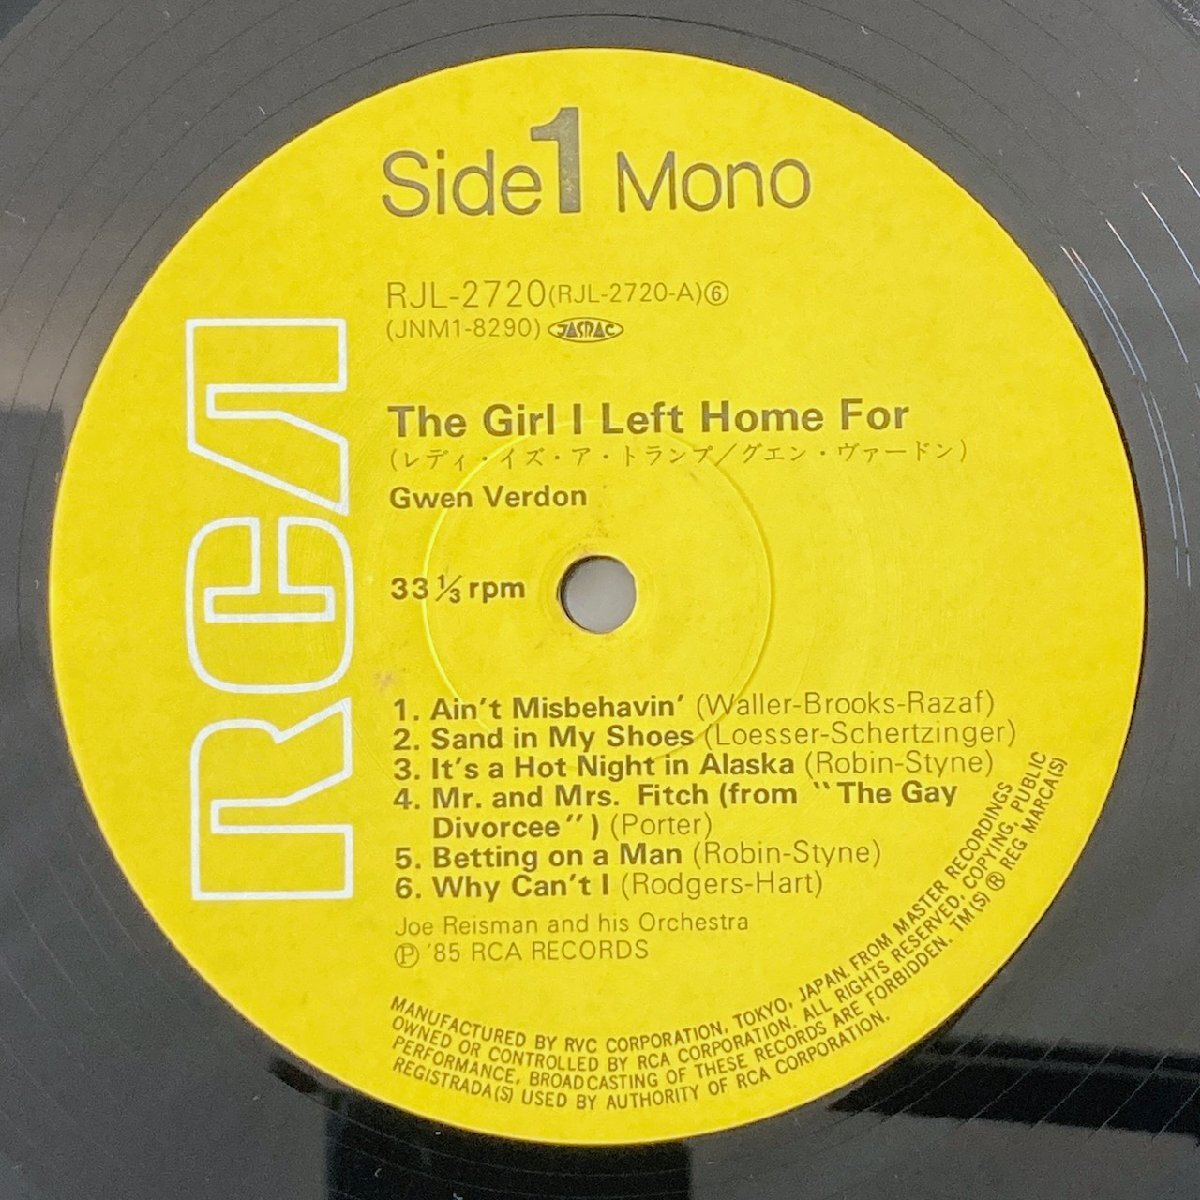 Side 1 Mono
RJL-2720(RJL-2720-A)⑥
(JNM1-8290) JASRAC
RCA
The Girl I Left Home For
(レディ・イズ・ア・トランプ/グエン・ヴァードン)
Gwen Verdon
33 1/3 rpm
1. Ain't Misbehavin' (Waller-Brooks-Razaf)
2. Sand in My Shoes (Loesser-Schertzinger)
3. It's a Hot Night in Alaska (Robin-Styne)
4. Mr. and Mrs. Fitch (from "The Gay
Divorcee") (Porter)
5. Betting on a Man (Robin-Styne)
6. Why Can't I (Rodgers-Hart)
Joe Reisman and his Orchestra
Ⓟ '85 RCA RECORDS
MANUFACTURED BY RVC CORPORATION, TOKYO, JAPAN. FROM MASTER RECORDINGS
OWNED OR CONTROLLED BY RCA CORPORATION. ALL RIGHTS RESERVED. COPYING, PUBLIC
PERFORMANCE, BROADCASTING OF THESE RECORDS ARE FORBIDDEN. TM(S) ® REG MARCA(S)
REGISTRADA(S) USED BY AUTHORITY OF RCA CORPORATION.